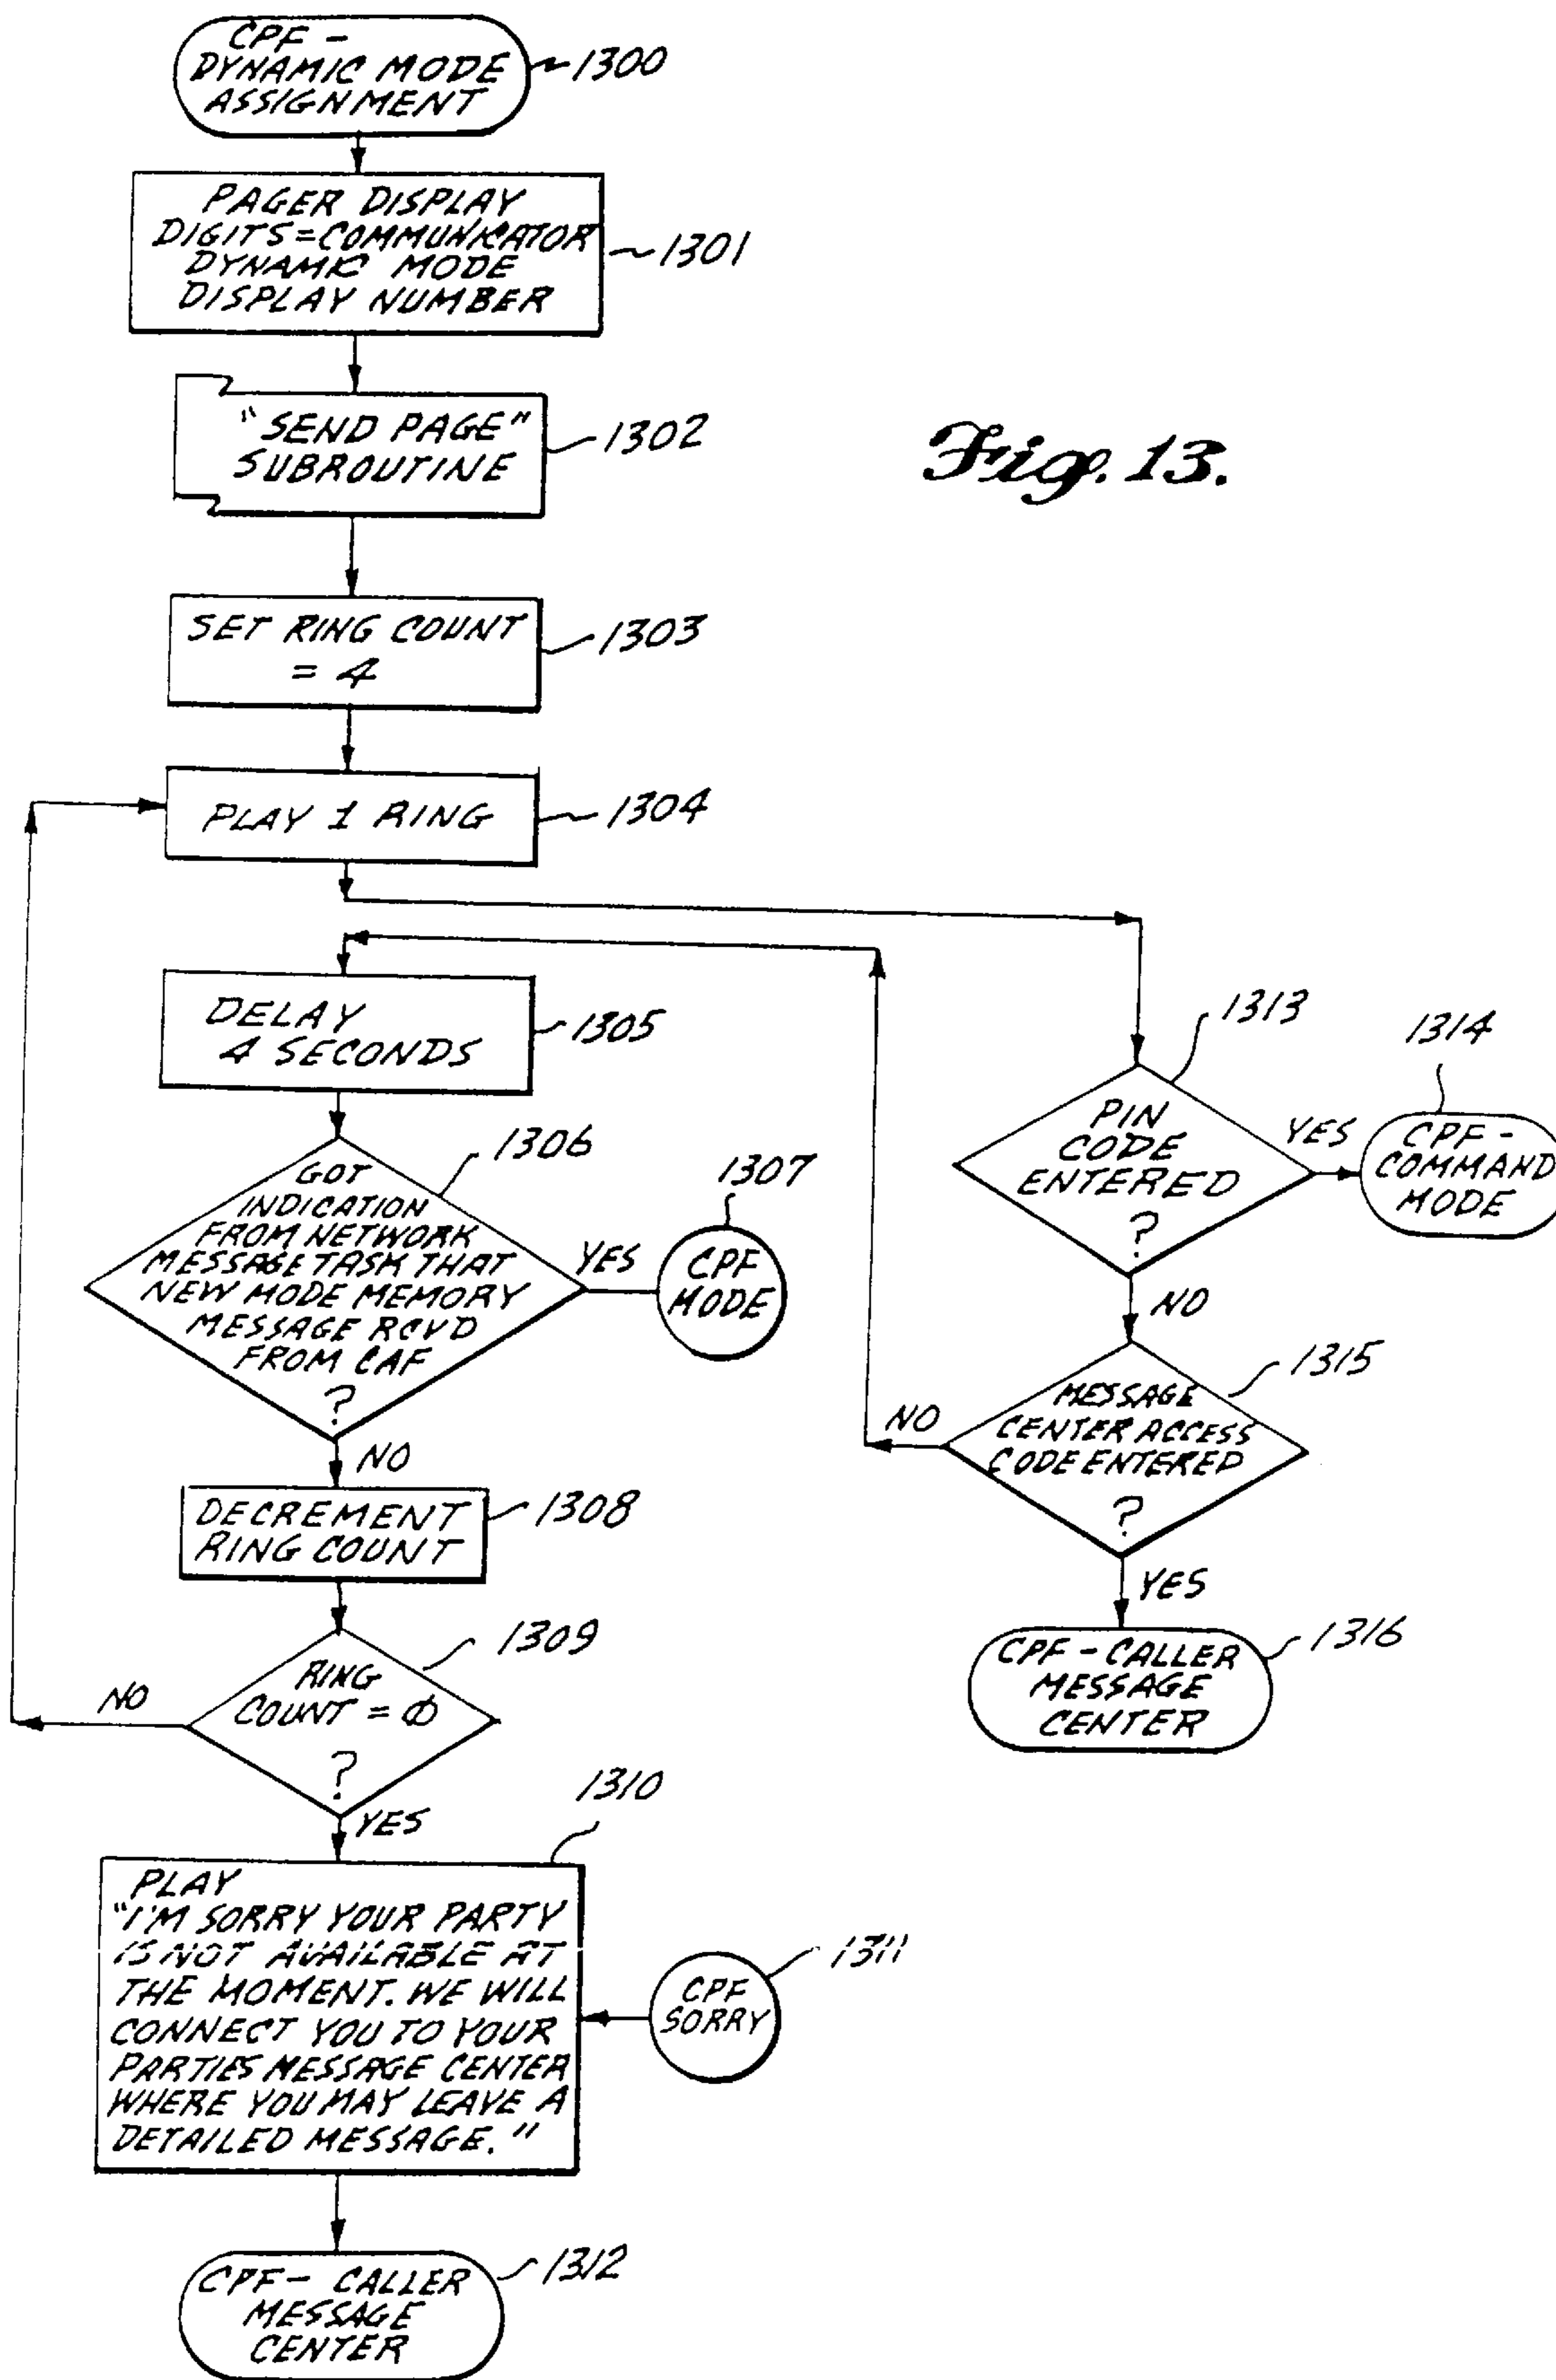 CPF -
DYNAMIC MODE
ASSIGNMENT
1300
PAGER DISPLAY
DIGITS=COMMUNICATOR
DYNAMIC MODE
DISPLAY NUMBER
1301
"SEND PAGE"
SUBROUTINE
1302
Fig. 13.
SET RING COUNT
= 4
1303
PLAY 1 RING
1304
DELAY
4 SECONDS
1305
GOT
INDICATION
FROM NETWORK
MESSAGE TASK THAT
NEW MODE MEMORY
MESSAGE RCVD
FROM CAF
?
1306
YES
CPF
MODE
1307
NO
DECREMENT
RING COUNT
1308
RING
COUNT = Ø
?
1309
NO
YES
PLAY
"I'M SORRY YOUR PARTY
IS NOT AVAILABLE AT
THE MOMENT. WE WILL
CONNECT YOU TO YOUR
PARTIES MESSAGE CENTER
WHERE YOU MAY LEAVE A
DETAILED MESSAGE."
1310
CPF
SORRY
1311
CPF - CALLER
MESSAGE
CENTER
1312
PIN
CODE
ENTERED
?
1313
YES
CPF -
COMMAND
MODE
1314
NO
MESSAGE
CENTER ACCESS
CODE ENTERED
?
1315
NO
YES
CPF - CALLER
MESSAGE
CENTER
1316